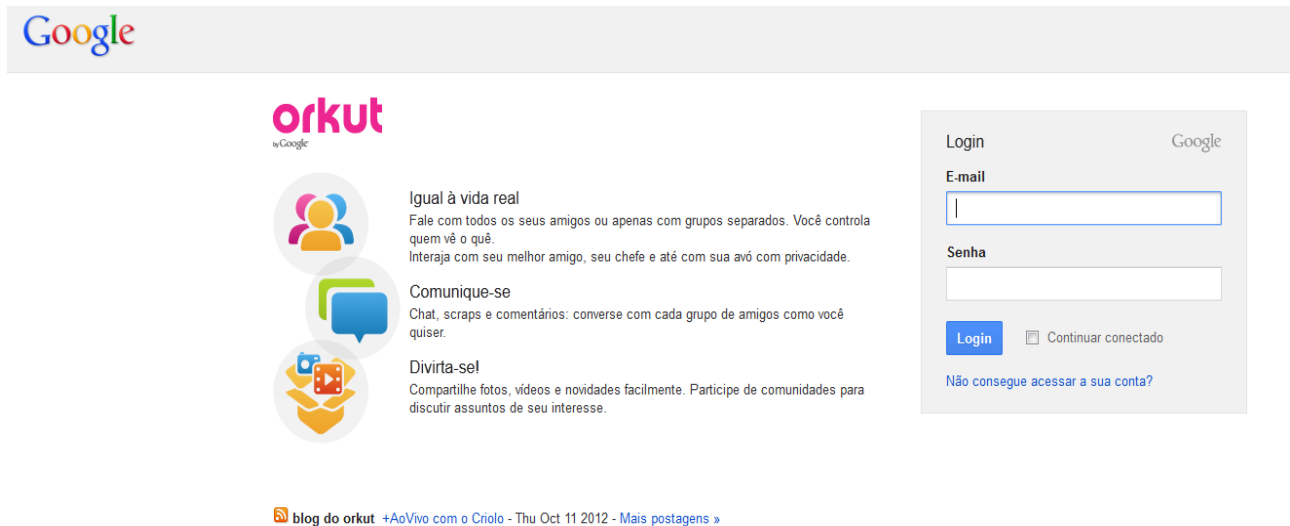 Google
orkut
by Google
Igual à vida real
Fale com todos os seus amigos ou apenas com grupos separados. Você controla
quem vê o quê.
Interaja com seu melhor amigo, seu chefe e até com sua avó com privacidade.
Comunique-se
Chat, scraps e comentários: converse com cada grupo de amigos como você
quiser.
Divirta-se!
Compartilhe fotos, vídeos e novidades facilmente. Participe de comunidades para
discutir assuntos de seu interesse.
Login Google
E-mail
Senha
Login Continuar conectado
Não consegue acessar a sua conta?
blog do orkut +AoVivo com o Criolo - Thu Oct 11 2012 - Mais postagens »